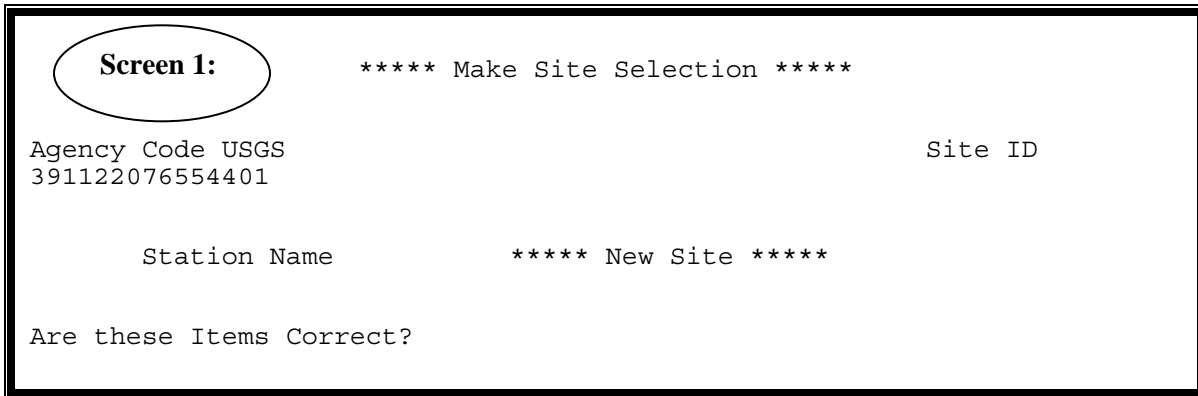 Screen 1: ***** Make Site Selection *****
Agency Code USGS Site ID
391122076554401
Station Name ***** New Site *****
Are these Items Correct?